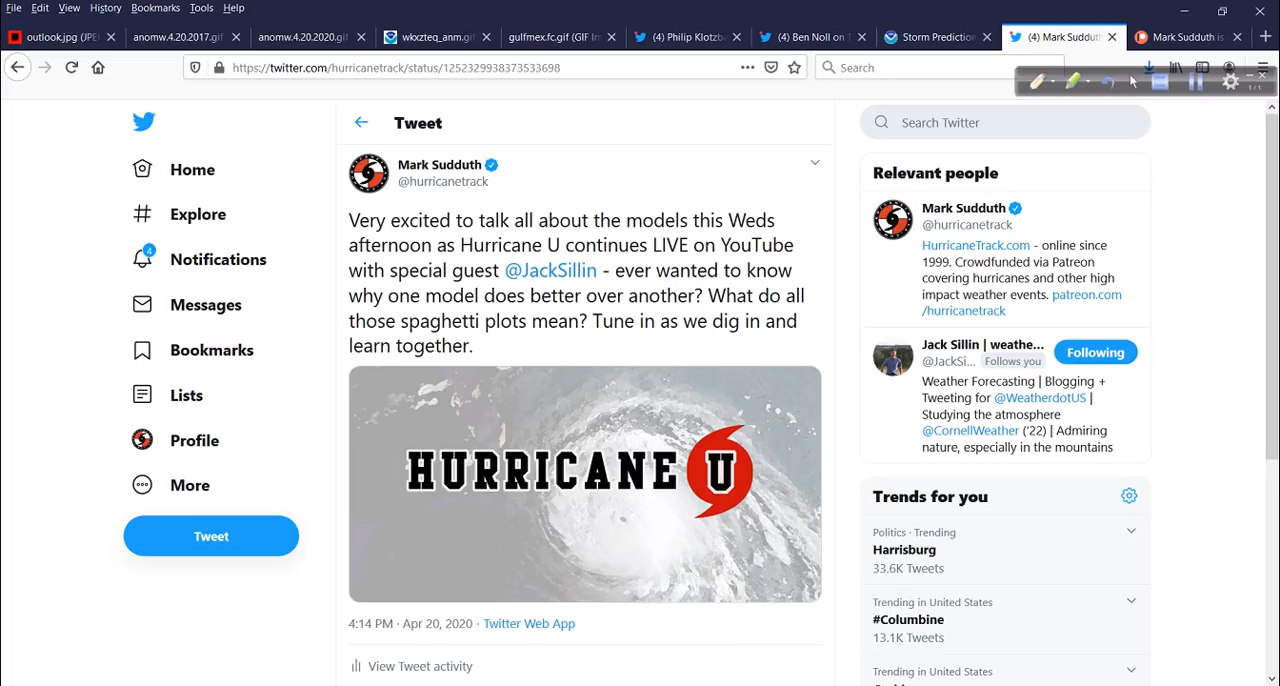 File Edit View History Bookmarks Tools Help
outlook.jpg (JPE
anomw.4.20.2017.gif
anomw.4.20.2020.gif
wkxzteq_anm.gif
gulfmex.fc.gif (GIF Im
(4) Philip Klotzba
(4) Ben Noll on T
Storm Prediction
(4) Mark Sudduth
Mark Sudduth is
https://twitter.com/hurricanetrack/status/1252329938373533698
Search
1/1
Home
Explore
4
Notifications
Messages
Bookmarks
Lists
Profile
More
Tweet
Tweet
Mark Sudduth
@hurricanetrack
Very excited to talk all about the models this Weds
afternoon as Hurricane U continues LIVE on YouTube
with special guest @JackSillin - ever wanted to know
why one model does better over another? What do all
those spaghetti plots mean? Tune in as we dig in and
learn together.
HURRICANE U
4:14 PM · Apr 20, 2020 · Twitter Web App
View Tweet activity
Search Twitter
Relevant people
Mark Sudduth
@hurricanetrack
HurricaneTrack.com - online since
1999. Crowdfunded via Patreon
covering hurricanes and other high
impact weather events. patreon.com
/hurricanetrack
Jack Sillin | weathe...
@JackSi... Follows you
Following
Weather Forecasting | Blogging +
Tweeting for @WeatherdotUS |
Studying the atmosphere
@CornellWeather ('22) | Admiring
nature, especially in the mountains
Trends for you
Politics · Trending
Harrisburg
33.6K Tweets
Trending in United States
#Columbine
13.1K Tweets
Trending in United States